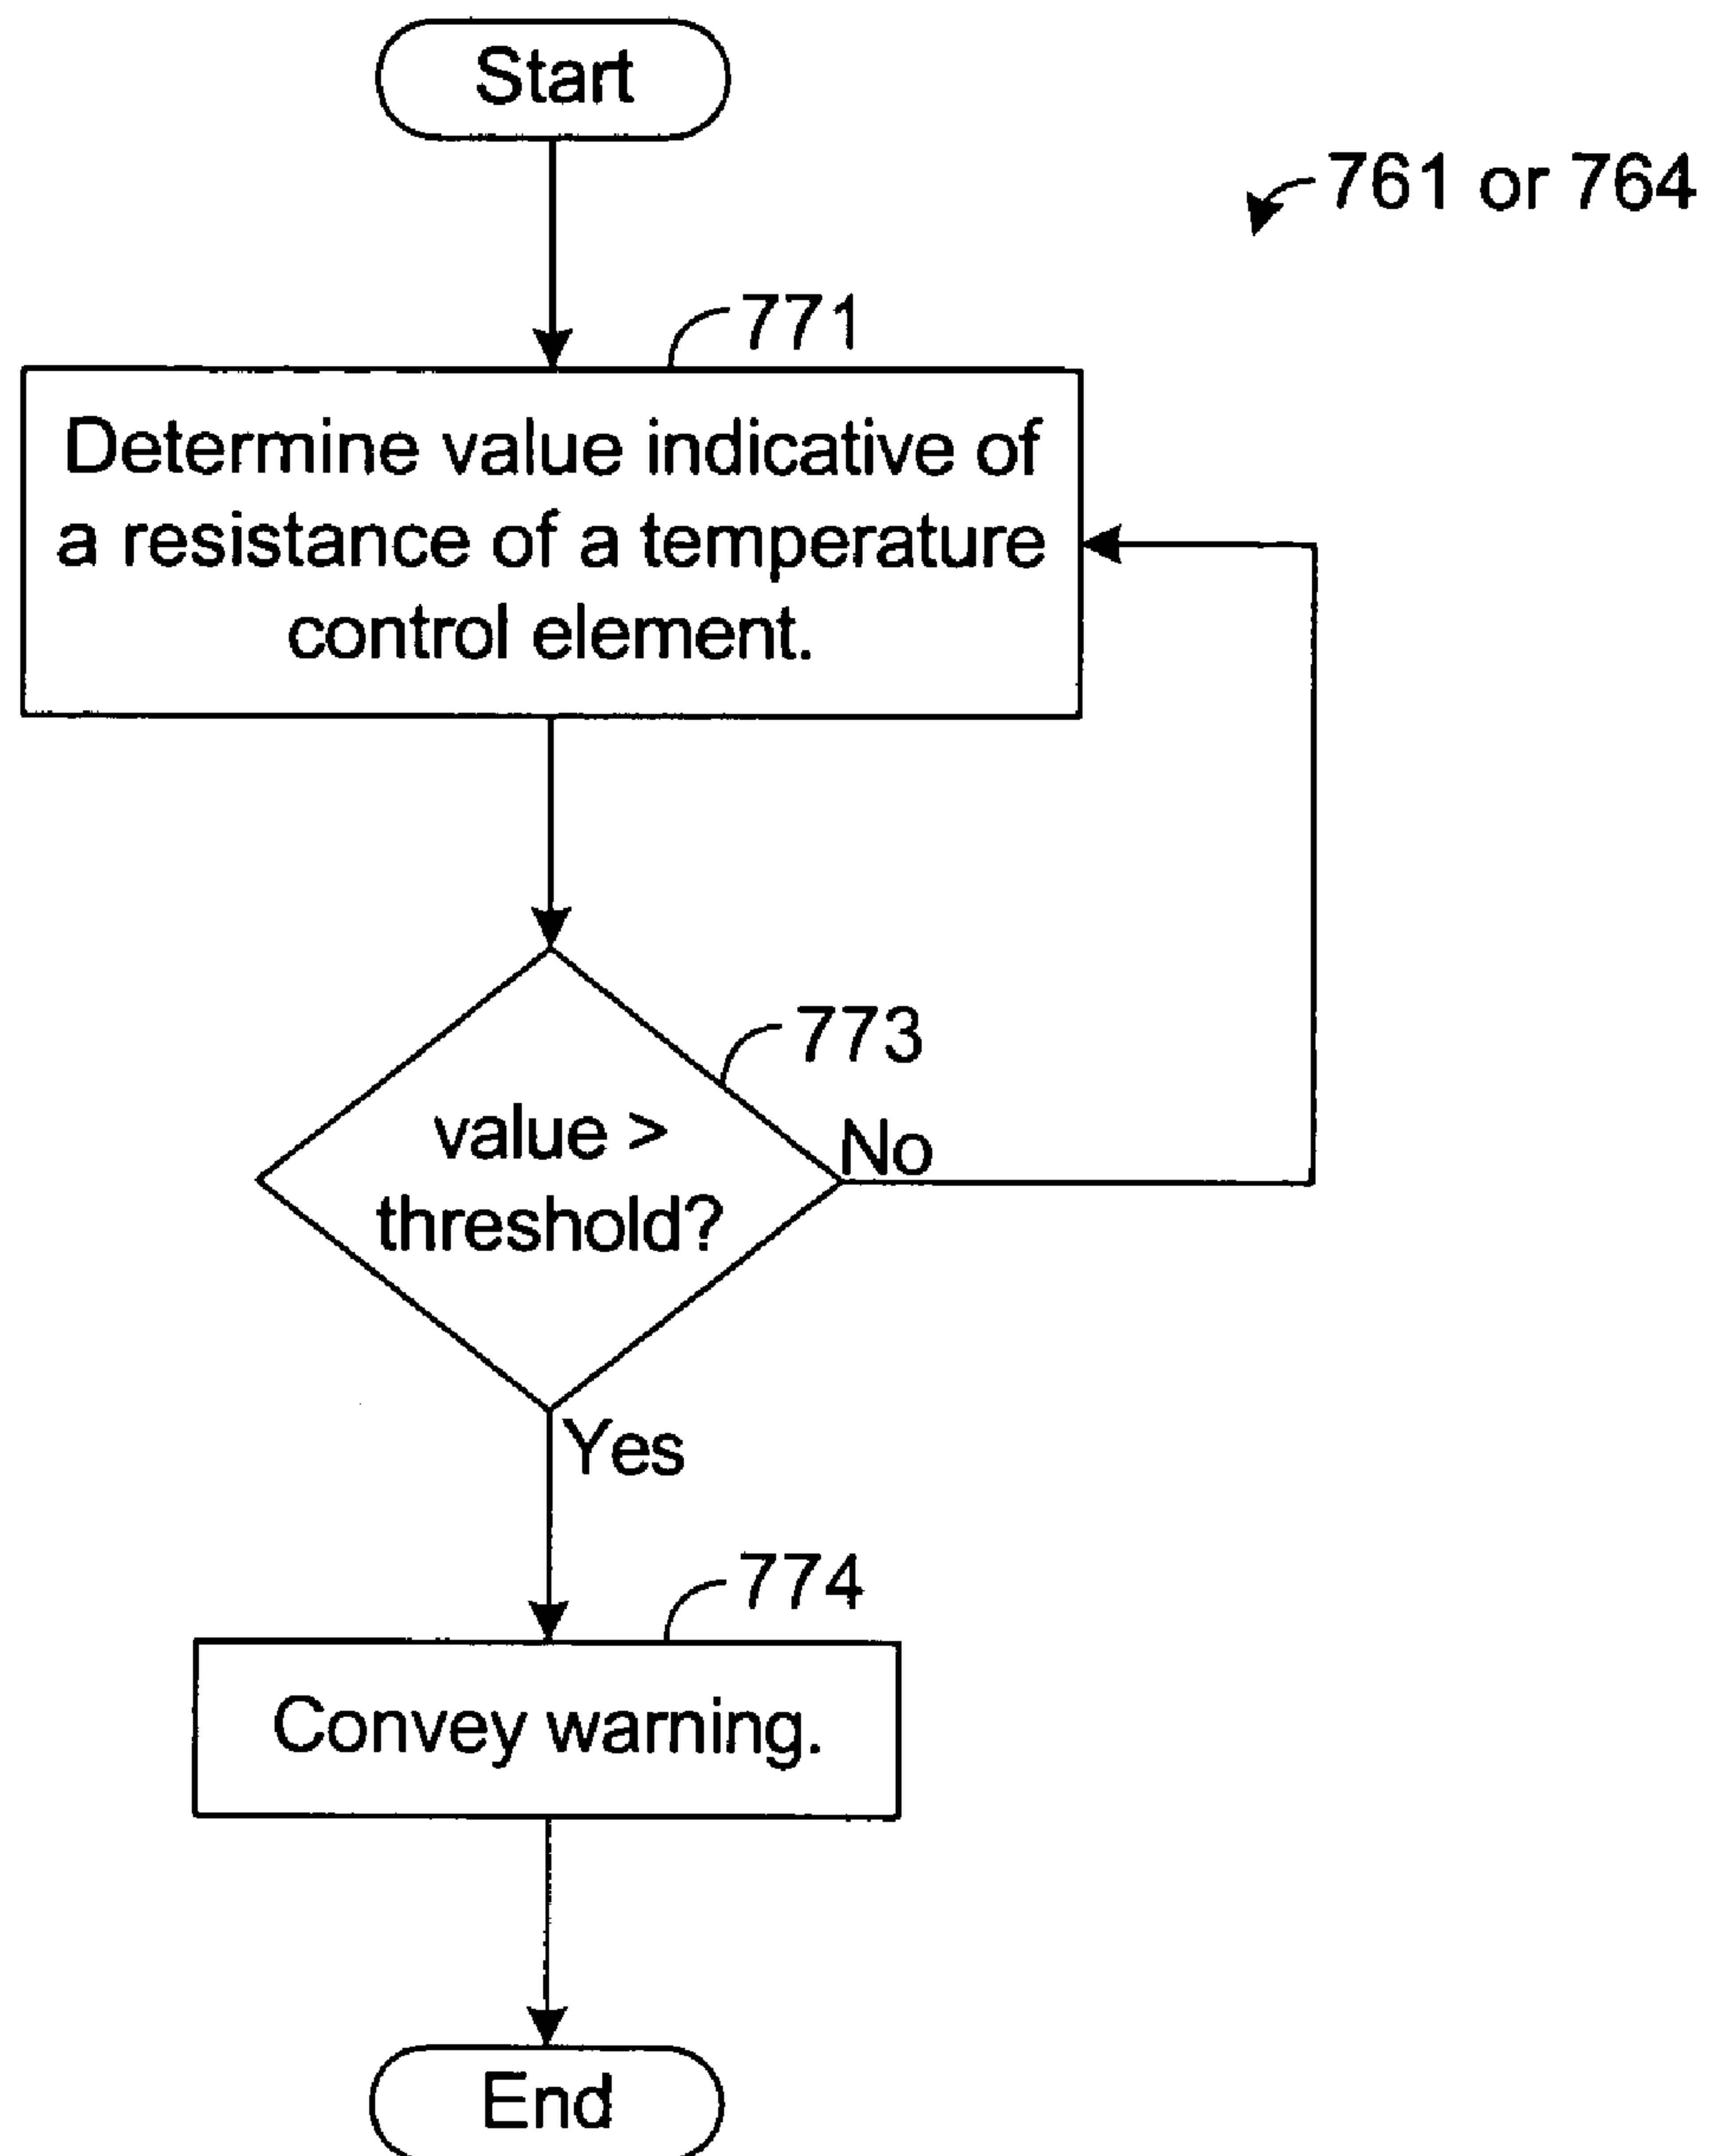 Start
761 or 764
771
Determine value indicative of
a resistance of a temperature
control element.
773
value >
threshold?
No
Yes
774
Convey warning.
End